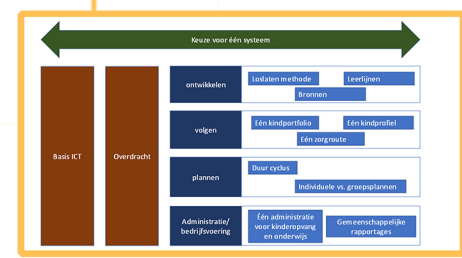 Keuze voor één systeem
Basis ICT
Overdracht
ontwikkelen
Loslaten methode
Leerlijnen
Bronnen
volgen
Eén kindportfolio
Eén kindprofiel
Eén zorgroute
plannen
Duur cyclus
Individuele vs. groepsplannen
Administratie/
bedrijfsvoering
Één administratie
voor kinderopvang
en onderwijs
Gemeenschappelijke
rapportages